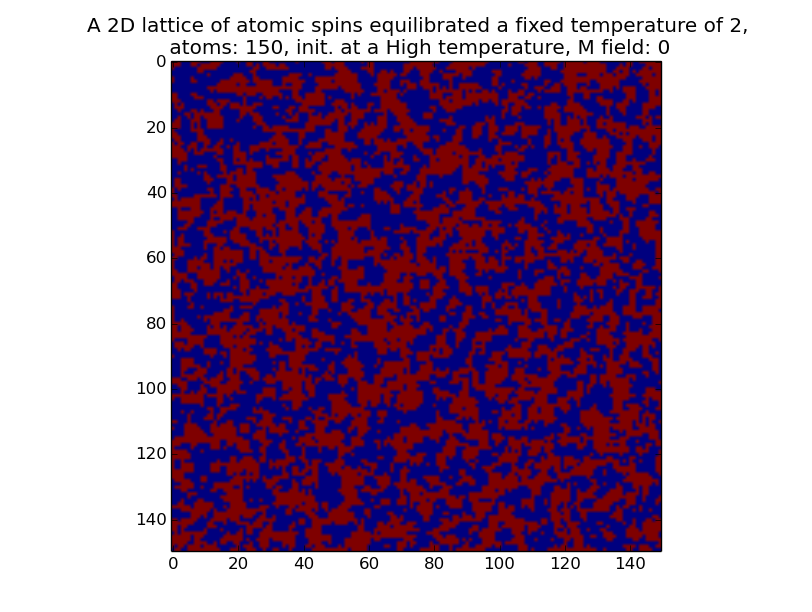 A 2D lattice of atomic spins equilibrated a fixed temperature of 2,
atoms: 150, init. at a High temperature, M field: 0
0
20
40
60
80
100
120
140
0 20 40 60 80 100 120 140